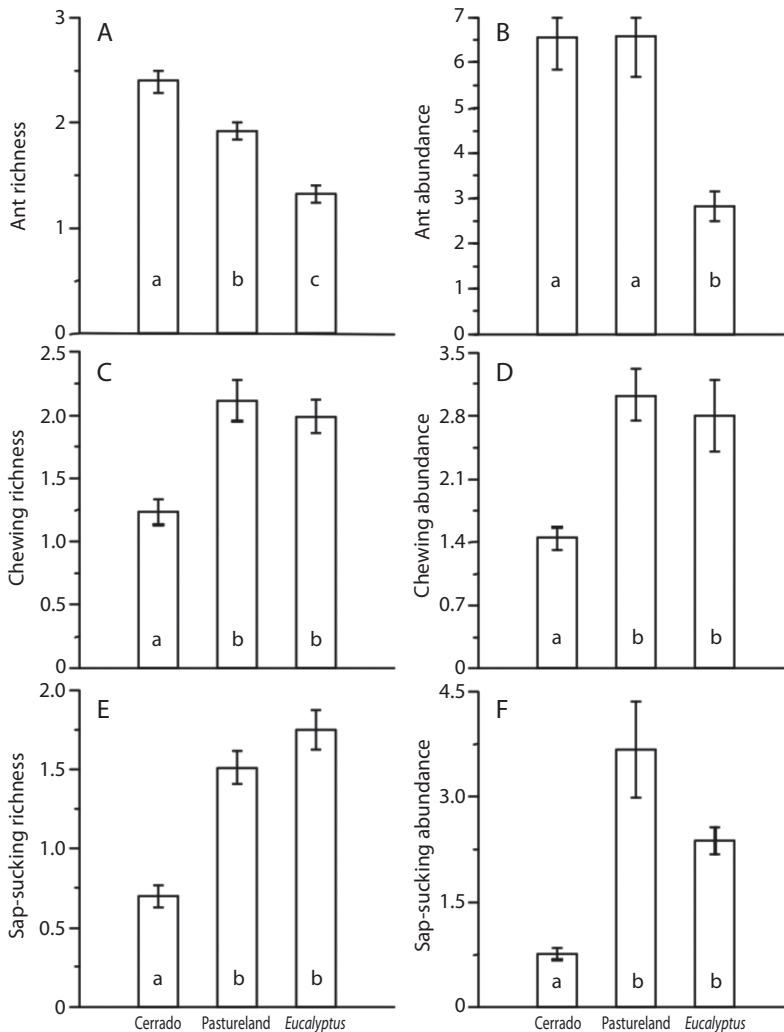 A
Ant richness
3
2
1
0
a
b
c
B
Ant abundance
7
6
5
4
3
2
1
0
a
a
b
C
Chewing richness
2.5
2.0
1.5
1.0
0.5
0
a
b
b
D
Chewing abundance
3.5
2.8
2.1
1.4
0.7
0
a
b
b
E
Sap-sucking richness
2.0
1.5
1.0
0.5
0
a
b
b
Cerrado Pastureland Eucalyptus
F
Sap-sucking abundance
4.5
3.0
1.5
0
a
b
b
Cerrado Pastureland Eucalyptus